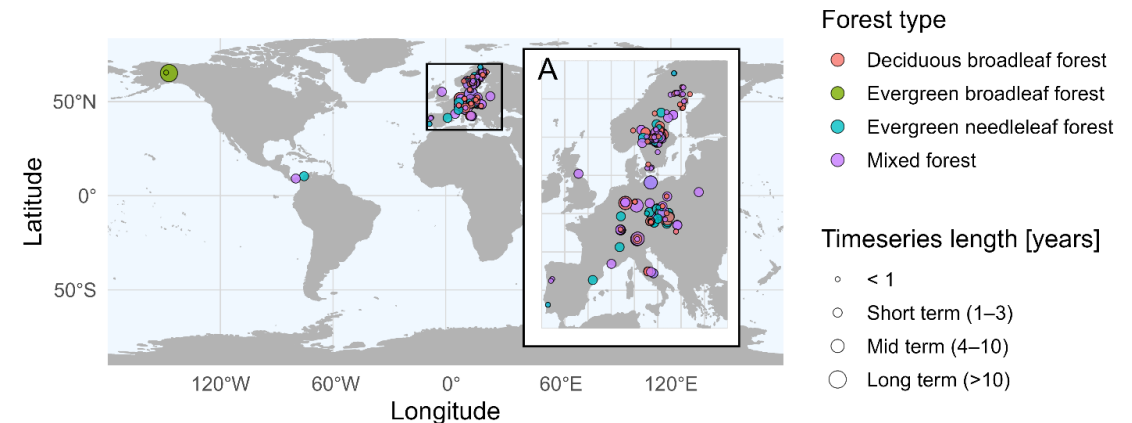 A
50°N
0°
50°S
Latitude
120°W 60°W 0° 60°E 120°E
Longitude
Forest type
Deciduous broadleaf forest
Evergreen broadleaf forest
Evergreen needleleaf forest
Mixed forest
Timeseries length [years]
< 1
Short term (1–3)
Mid term (4–10)
Long term (>10)